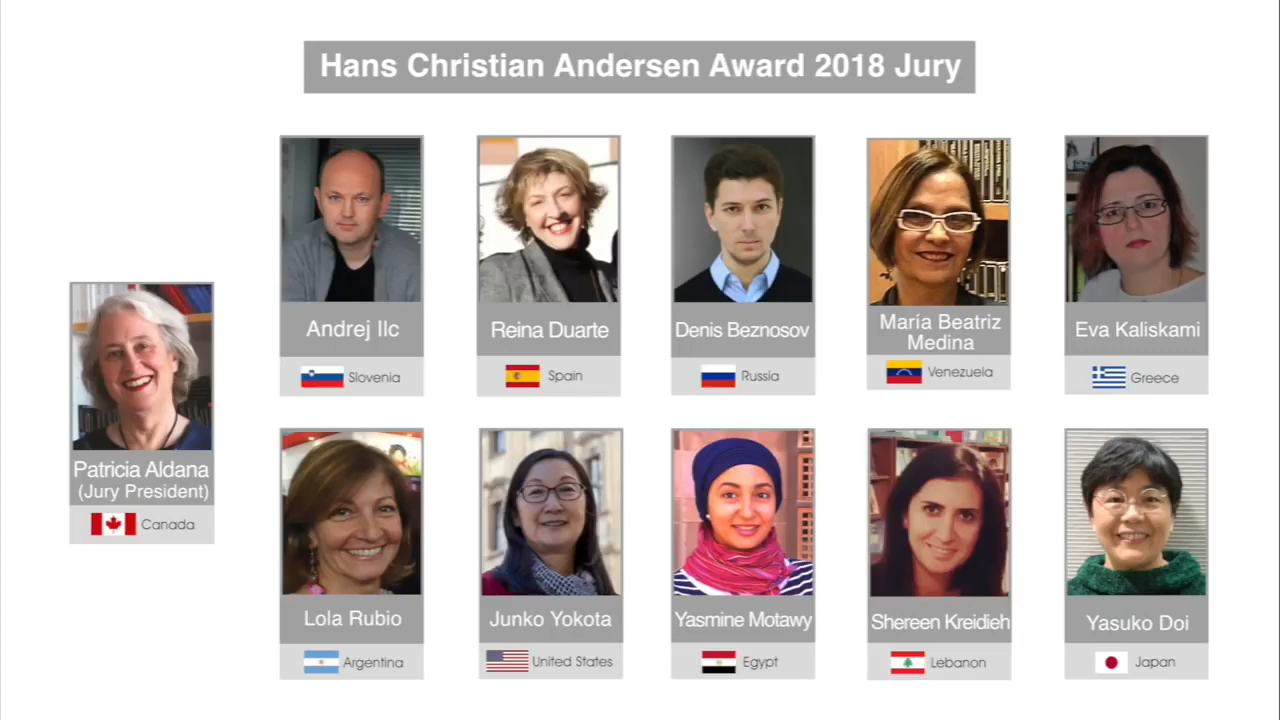 Hans Christian Andersen Award 2018 Jury
Patricia Aldana
(Jury President)
Canada
Andrej Ilc
Slovenia
Reina Duarte
Spain
Denis Beznosov
Russia
María Beatriz
Medina
Venezuela
Eva Kaliskami
Greece
Lola Rubio
Argentina
Junko Yokota
United States
Yasmine Motawy
Egypt
Shereen Kreidieh
Lebanon
Yasuko Doi
Japan